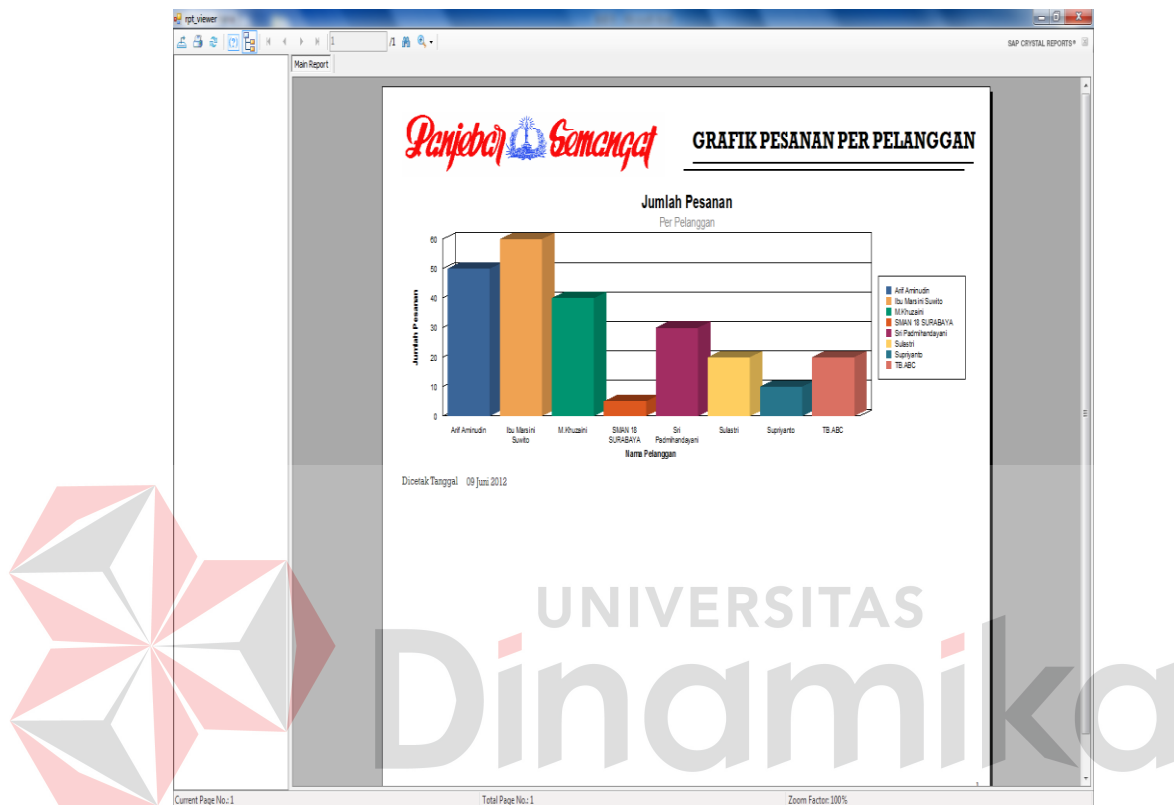 rpt_viewer
1
/1
SAP CRYSTAL REPORTS®
Main Report
Panjebar Semangat
GRAFIK PESANAN PER PELANGGAN
Jumlah Pesanan
Per Pelanggan
60
50
40
30
20
10
0
Jumlah Pesanan
Arif Aminudin
Ibu Marsini Suwito
M.Khuzaini
SMAN 18 SURABAYA
Sri Padmihandayani
Sulastri
Supriyanto
TB.ABC
Arif Aminudin
Ibu Marsini
Suwito
M.Khuzaini
SMAN 18
SURABAYA
Sri
Padmihandayani
Sulastri
Supriyanto
TB.ABC
Nama Pelanggan
Dicetak Tanggal 09 Juni 2012
UNIVERSITAS
Dinamika
Current Page No.: 1
Total Page No.: 1
Zoom Factor: 100%